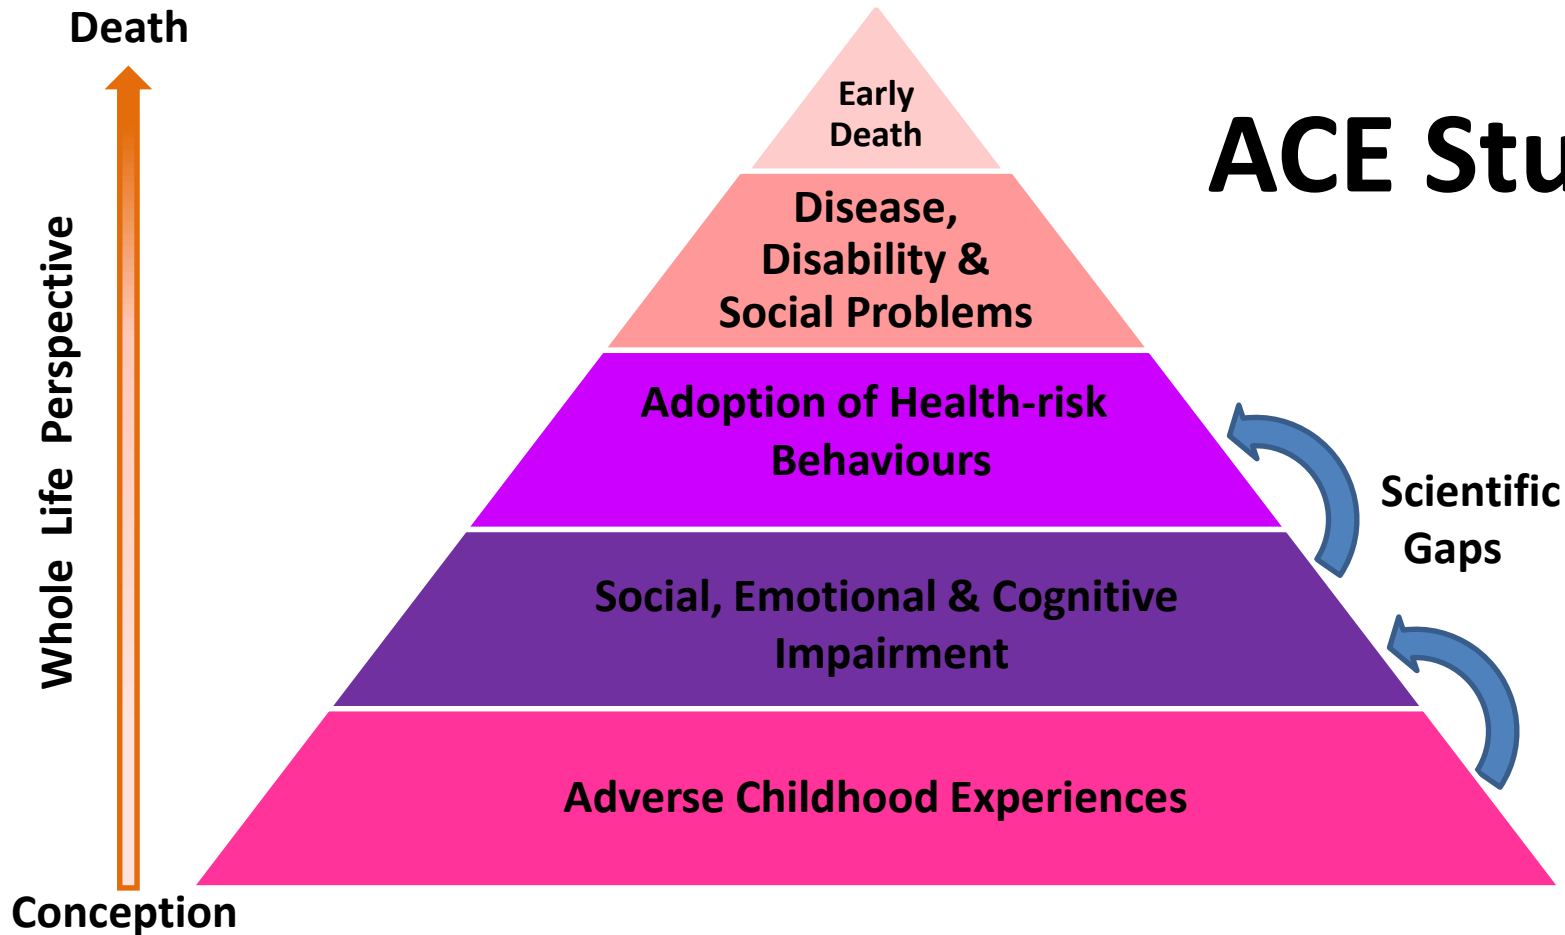 Death
Early
Death
ACE Stu
Disease,
Disability &
Social Problems
Whole Life Perspective
Adoption of Health-risk
Behaviours
Scientific
Gaps
Social, Emotional & Cognitive
Impairment
Adverse Childhood Experiences
Conception